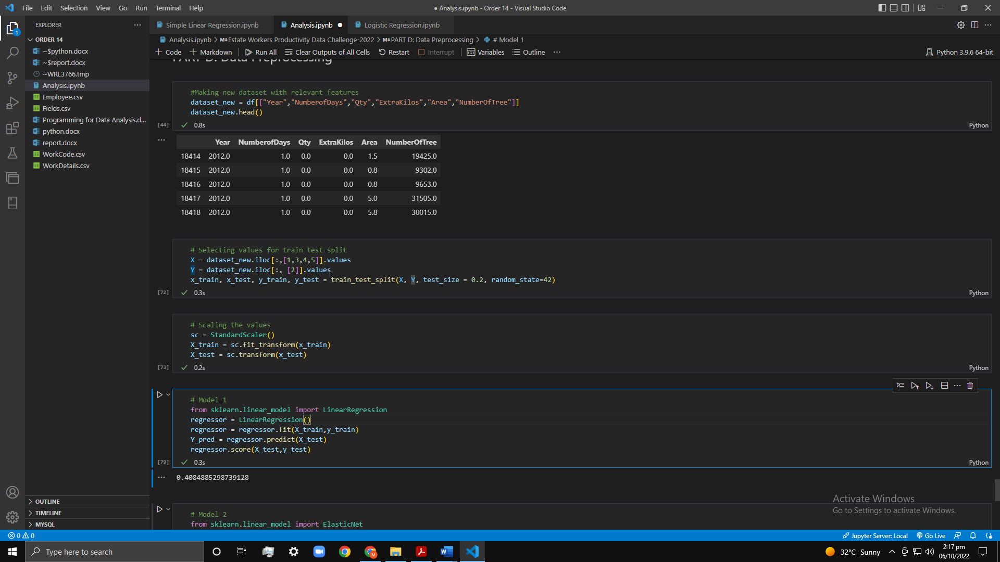 File Edit Selection View Go Run Terminal Help
● Analysis.ipynb - Order 14 - Visual Studio Code
EXPLORER
Simple Linear Regression.ipynb
Analysis.ipynb ●
Logistic Regression.ipynb
ORDER 14
Analysis.ipynb > M↓Estate Workers Productivity Data Challenge-2022 > M↓PART D: Data Preprocessing > # Model 1
+ Code + Markdown | Run All Clear Outputs of All Cells Restart Interrupt | Variables Outline ...
Python 3.9.6 64-bit
1
~$python.docx
~$report.docx
~WRL3766.tmp
Analysis.ipynb
Employee.csv
Fields.csv
Programming for Data Analysis.d...
python.docx
report.docx
WorkCode.csv
WorkDetails.csv
OUTLINE
TIMELINE
MYSQL
PART D: Data Preprocessing
#Making new dataset with relevant features
dataset_new = df[["Year","NumberofDays","Qty","ExtraKilos","Area","NumberOfTree"]]
dataset_new.head()
[44] ✓ 0.8s Python
Year NumberofDays Qty ExtraKilos Area NumberOfTree
18414 2012.0 1.0 0.0 0.0 1.5 19425.0
18415 2012.0 1.0 0.0 0.0 0.8 9302.0
18416 2012.0 1.0 0.0 0.0 0.8 9653.0
18417 2012.0 1.0 0.0 0.0 5.0 31505.0
18418 2012.0 1.0 0.0 0.0 5.8 30015.0
# Selecting values for train test split
X = dataset_new.iloc[:,[1,3,4,5]].values
Y = dataset_new.iloc[:, [2]].values
x_train, x_test, y_train, y_test = train_test_split(X, Y, test_size = 0.2, random_state=42)
[72] ✓ 0.3s Python
# Scaling the values
sc = StandardScaler()
X_train = sc.fit_transform(x_train)
X_test = sc.transform(x_test)
[73] ✓ 0.2s Python
# Model 1
from sklearn.linear_model import LinearRegression
regressor = LinearRegression()
regressor = regressor.fit(X_train,y_train)
Y_pred = regressor.predict(X_test)
regressor.score(X_test,y_test)
[79] ✓ 0.3s Python
0.4084885298739128
# Model 2
from sklearn.linear_model import ElasticNet
Activate Windows
Go to Settings to activate Windows.
0 0
Jupyter Server: Local Go Live
Type here to search
M
32°C Sunny
2:17 pm
06/10/2022